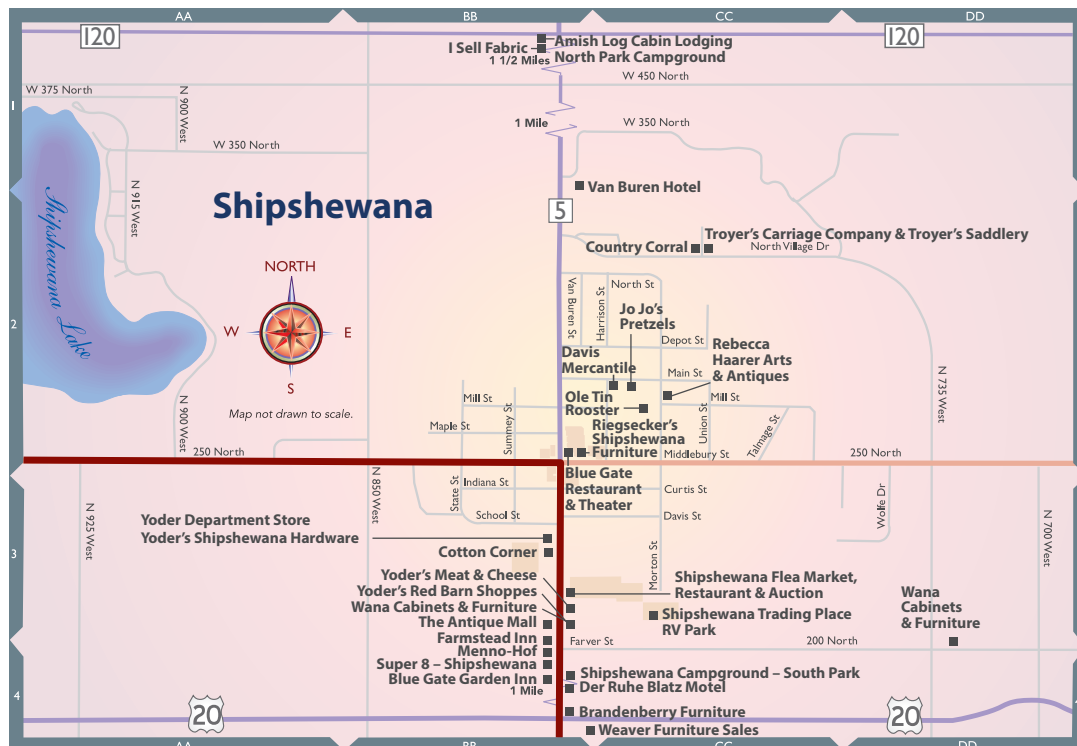 AA
BB
CC
DD
120
I Sell Fabric
1 1/2 Miles
Amish Log Cabin Lodging
North Park Campground
120
W 450 North
W 375 North
1
N 900 West
1 Mile
W 350 North
W 350 North
N 915 West
Van Buren Hotel
Shipshewana
5
Shipshewana Lake
Troyer's Carriage Company & Troyer's Saddlery
Country Corral
North Village Dr
NORTH
W
E
S
Map not drawn to scale.
2
Van Buren St
Harrison St
North St
Jo Jo's
Pretzels
Depot St
Rebecca
Haarer Arts
& Antiques
Davis
Mercantile
Main St
N 735 West
Mill St
Ole Tin
Rooster
Mill St
Summey St
Maple St
Riegsecker's
Shipshewana
Furniture
Union St
Talmage St
N 900 West
250 North
Middlebury St
250 North
N 850 West
State St
Indiana St
Blue Gate
Restaurant
& Theater
Curtis St
Wolfe Dr
N 925 West
School St
Davis St
N 700 West
Yoder Department Store
Yoder's Shipshewana Hardware
3
Cotton Corner
Morton St
Yoder's Meat & Cheese
Yoder's Red Barn Shoppes
Wana Cabinets & Furniture
The Antique Mall
Farmstead Inn
Menno-Hof
Super 8 – Shipshewana
Blue Gate Garden Inn
1 Mile
Shipshewana Flea Market,
Restaurant & Auction
Shipshewana Trading Place
RV Park
Wana
Cabinets
& Furniture
Farver St
200 North
4
Shipshewana Campground – South Park
Der Ruhe Blatz Motel
20
Brandenberry Furniture
20
Weaver Furniture Sales
AA
BB
CC
DD